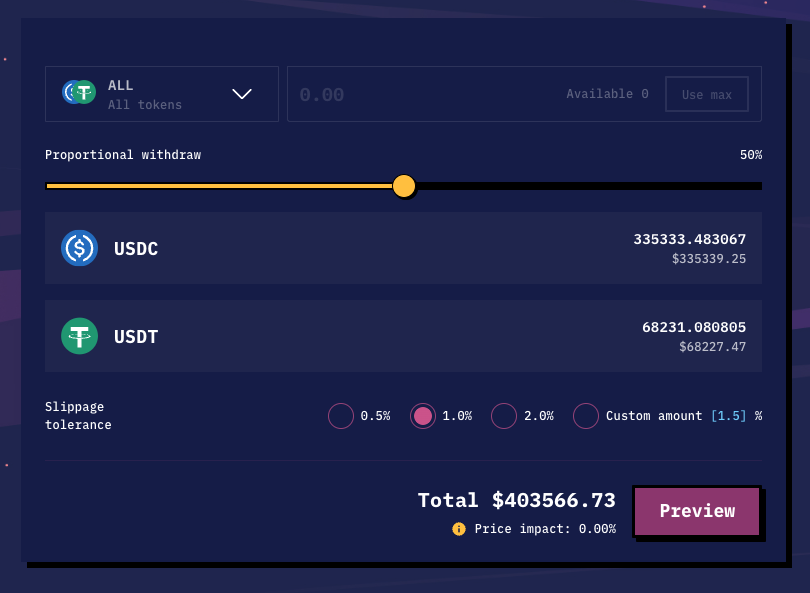 ALL
All tokens
0.00
Available 0
Use max
Proportional withdraw
50%
USDC
335333.483067
$335339.25
USDT
68231.080805
$68227.47
Slippage
tolerance
0.5%
1.0%
2.0%
Custom amount [1.5] %
Total $403566.73
Price impact: 0.00%
Preview